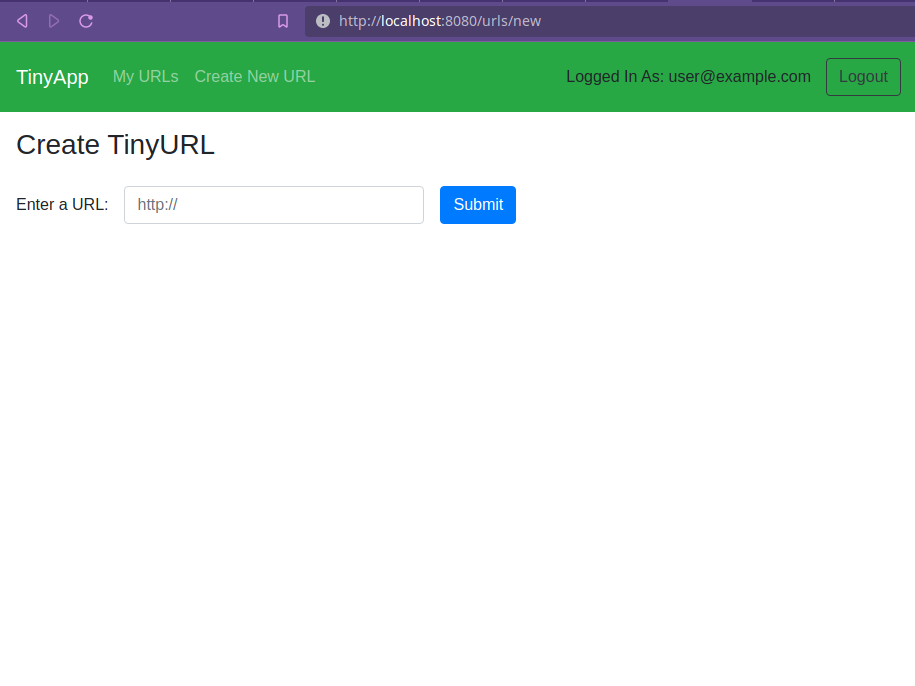 http://localhost:8080/urls/new
TinyApp My URLs Create New URL Logged In As: user@example.com Logout
Create TinyURL
Enter a URL: http:// Submit